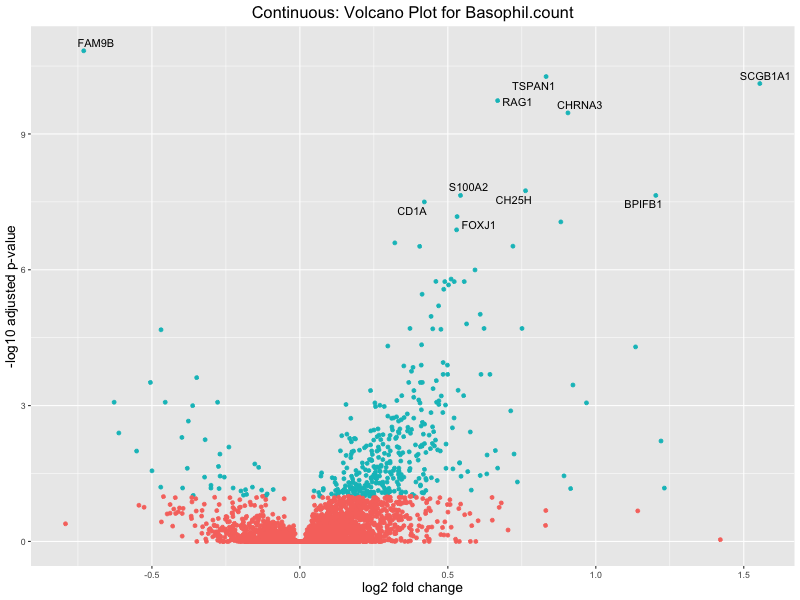 Continuous: Volcano Plot for Basophil.count
FAM9B
TSPAN1
SCGB1A1
RAG1
CHRNA3
S100A2
CH25H
CD1A
BPIFB1
FOXJ1
-log10 adjusted p-value
9
6
3
0
-0.5
0.0
0.5
1.0
1.5
log2 fold change